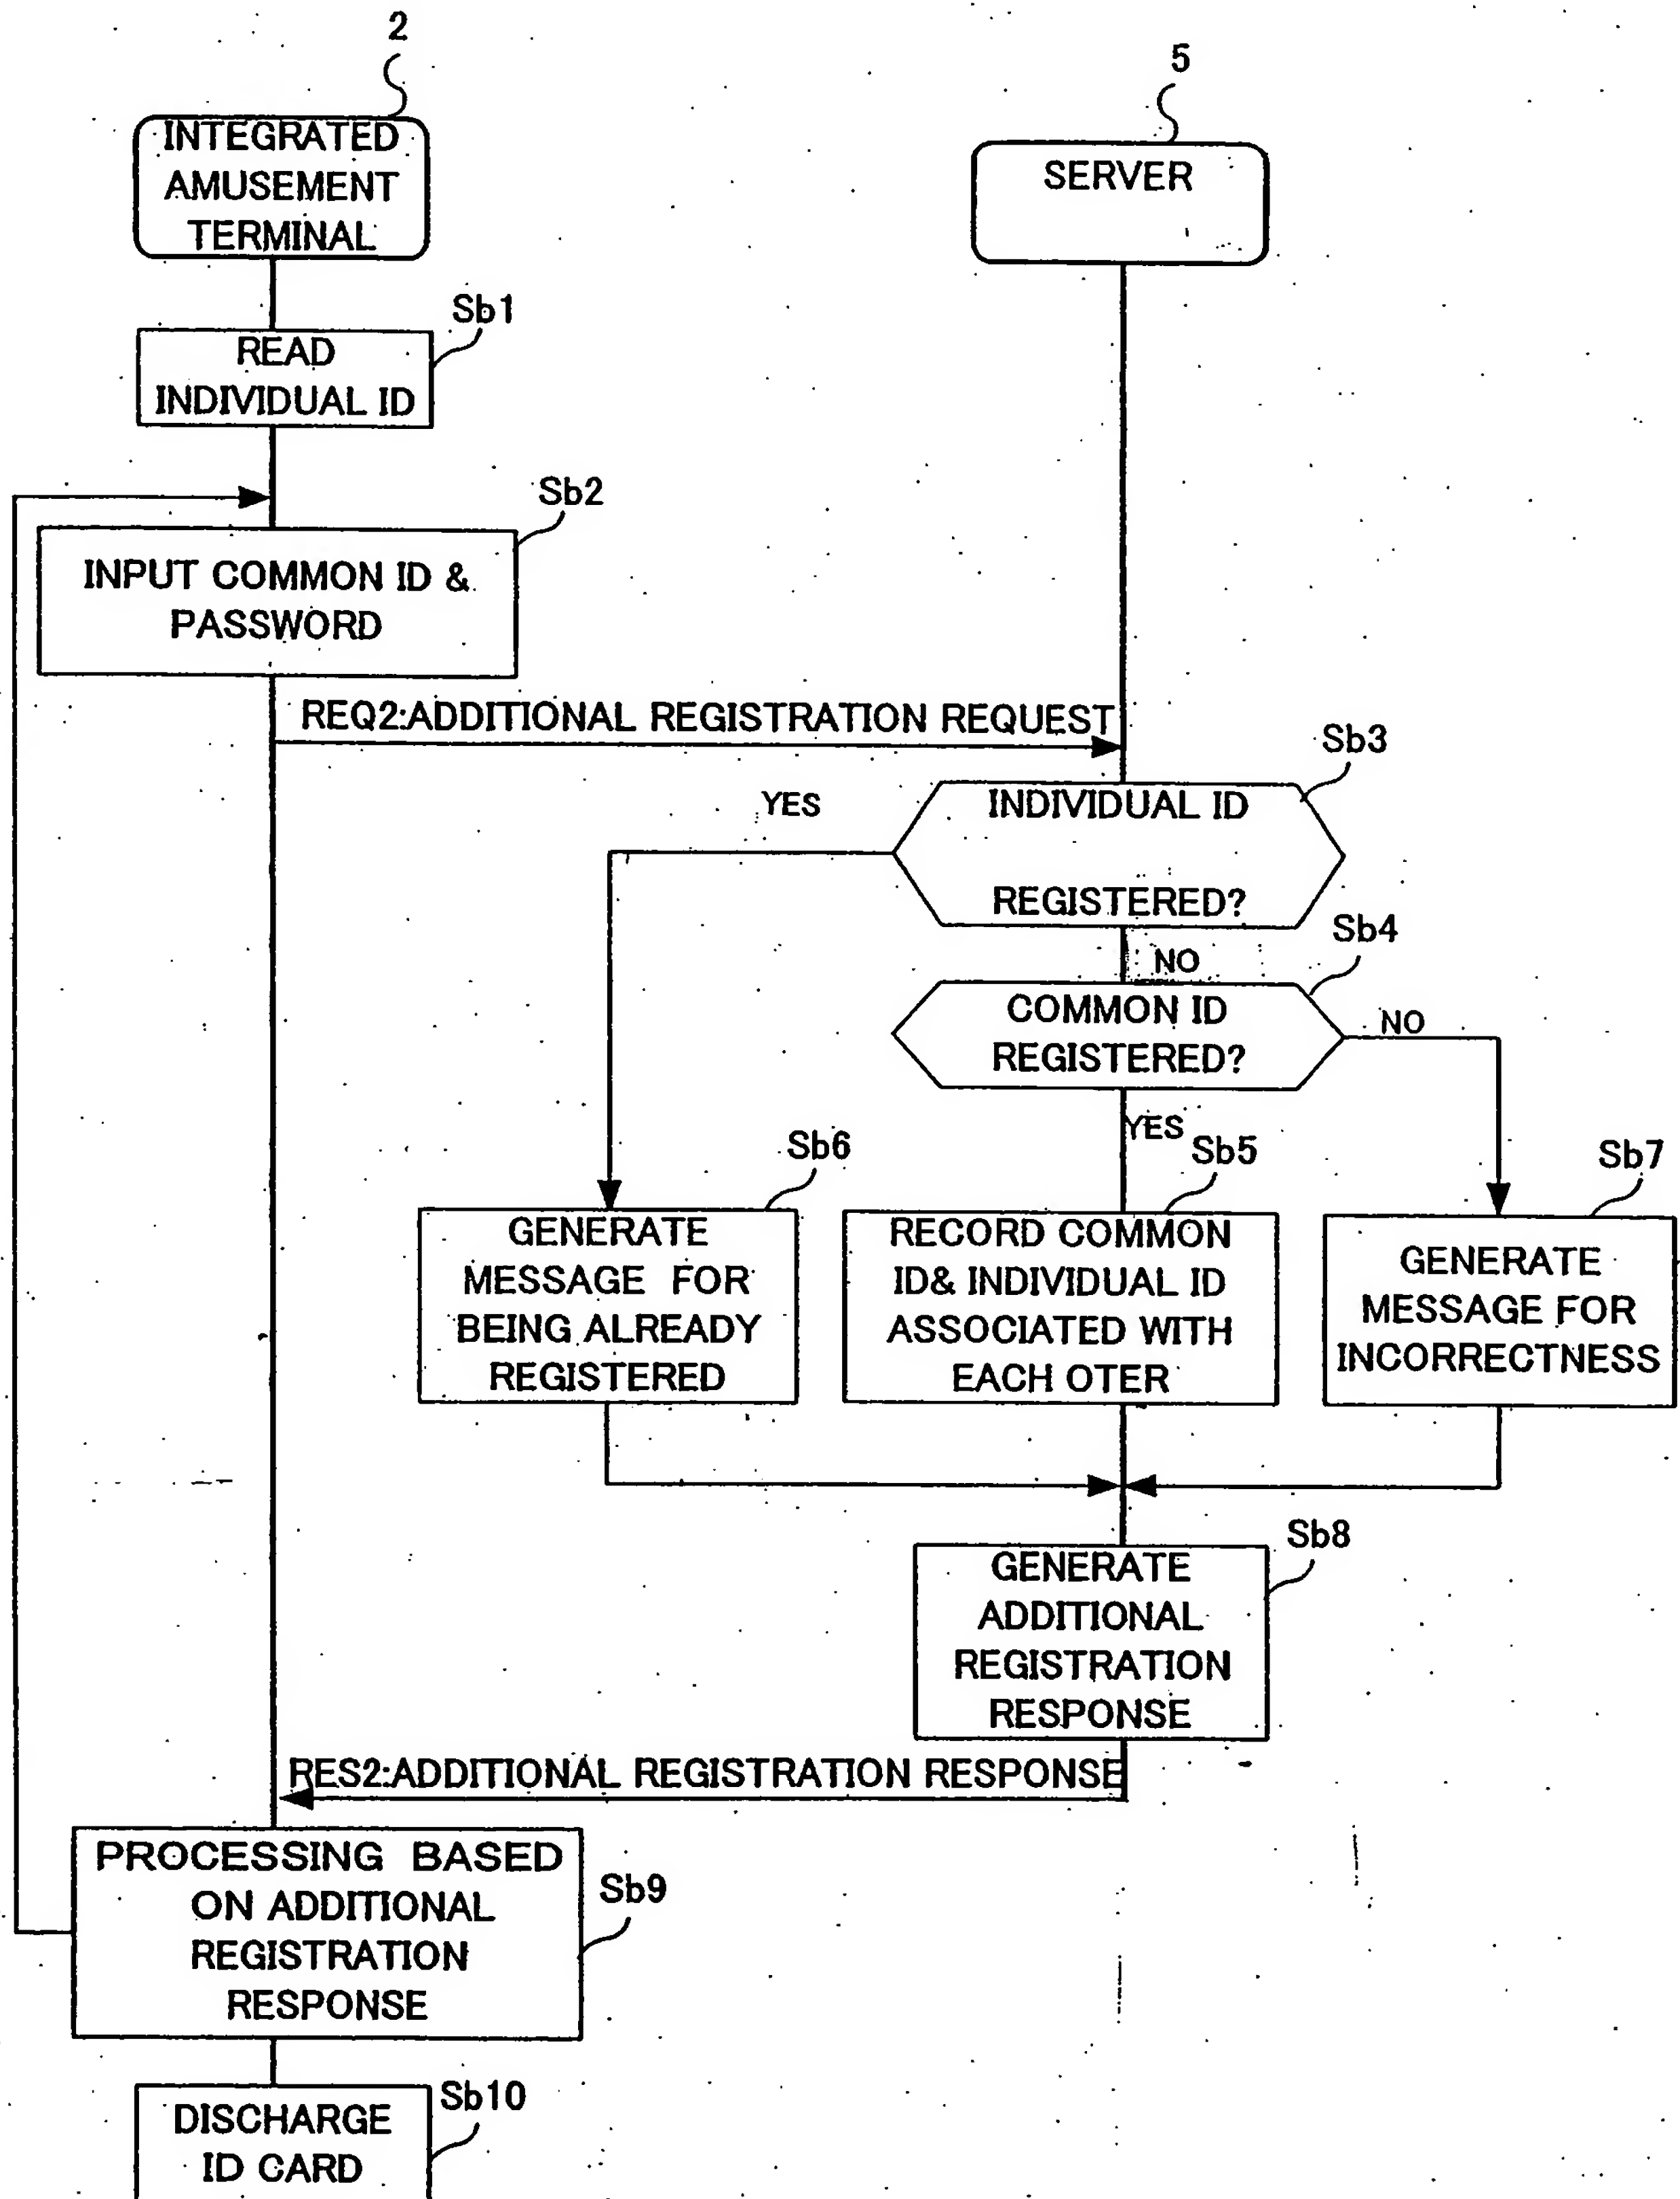 2
5
INTEGRATED
AMUSEMENT
TERMINAL
SERVER
Sb1
READ
INDIVIDUAL ID
Sb2
INPUT COMMON ID &
PASSWORD
REQ2:ADDITIONAL REGISTRATION REQUEST
Sb3
YES
INDIVIDUAL ID
REGISTERED?
Sb4
NO
COMMON ID
REGISTERED?
NO
YES
Sb6
Sb5
Sb7
GENERATE
MESSAGE FOR
BEING ALREADY
REGISTERED
RECORD COMMON
ID& INDIVIDUAL ID
ASSOCIATED WITH
EACH OTER
GENERATE
MESSAGE FOR
INCORRECTNESS
Sb8
GENERATE
ADDITIONAL
REGISTRATION
RESPONSE
RES2:ADDITIONAL REGISTRATION RESPONSE
PROCESSING BASED
ON ADDITIONAL
REGISTRATION
RESPONSE
Sb9
Sb10
DISCHARGE
ID CARD